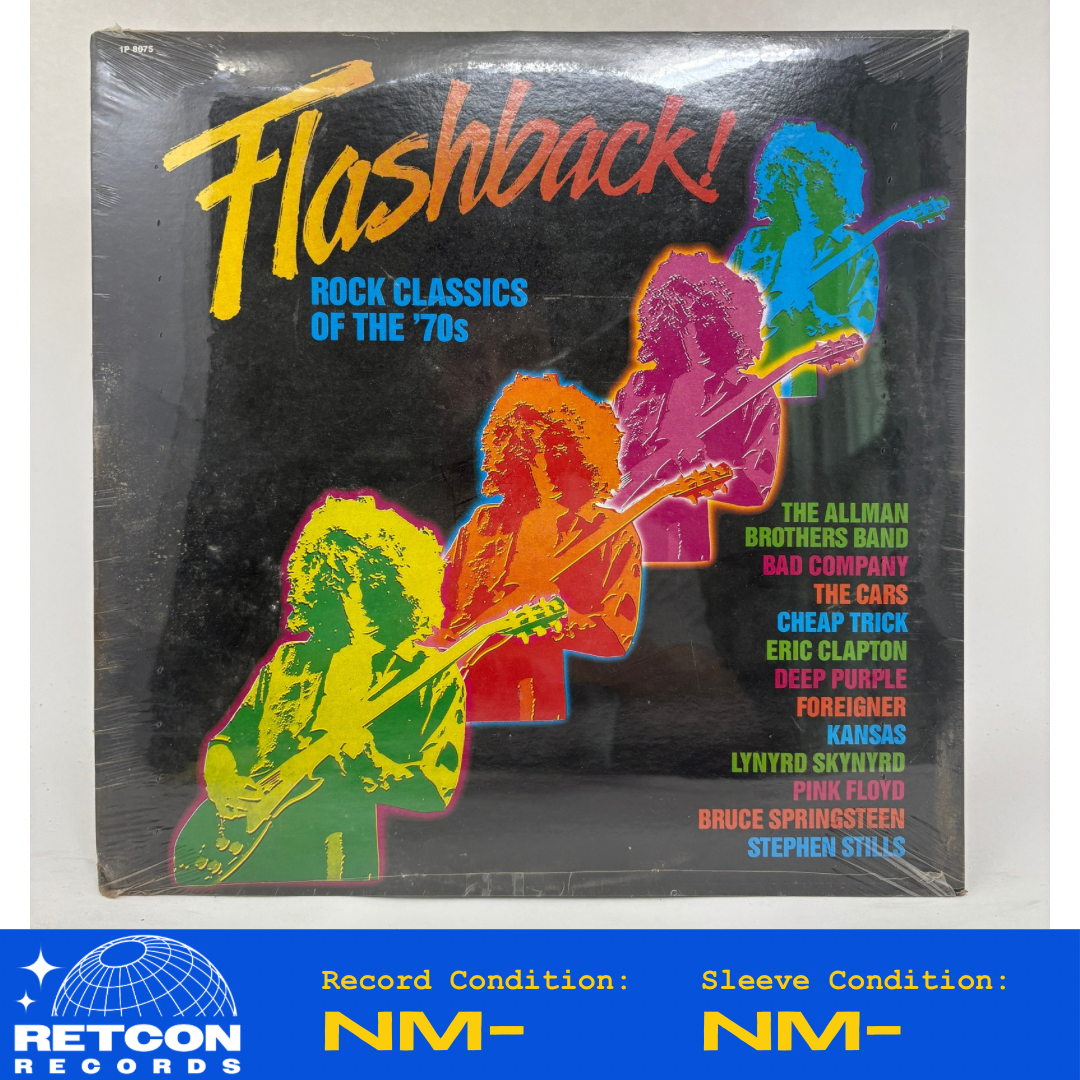 1P 8075
Flashback!
ROCK CLASSICS
OF THE '70s
THE ALLMAN
BROTHERS BAND
BAD COMPANY
THE CARS
CHEAP TRICK
ERIC CLAPTON
DEEP PURPLE
FOREIGNER
KANSAS
LYNYRD SKYNYRD
PINK FLOYD
BRUCE SPRINGSTEEN
STEPHEN STILLS
RETCON
RECORDS
Record Condition:
NM-
Sleeve Condition:
NM-